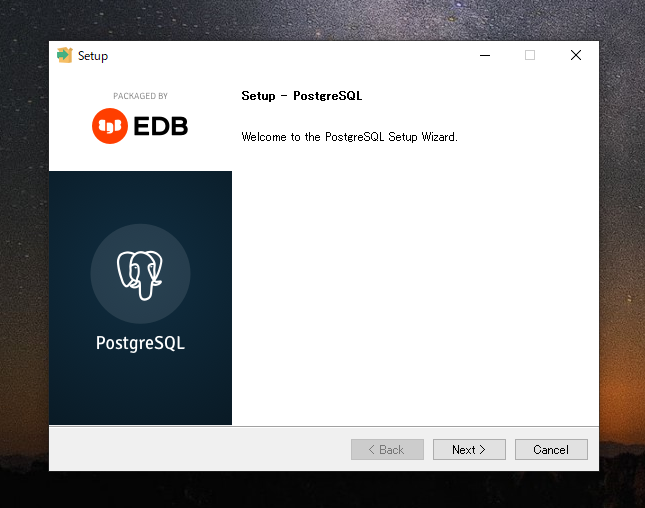 Setup
PACKAGED BY
EDB
Setup - PostgreSQL
Welcome to the PostgreSQL Setup Wizard.
PostgreSQL
< Back
Next >
Cancel